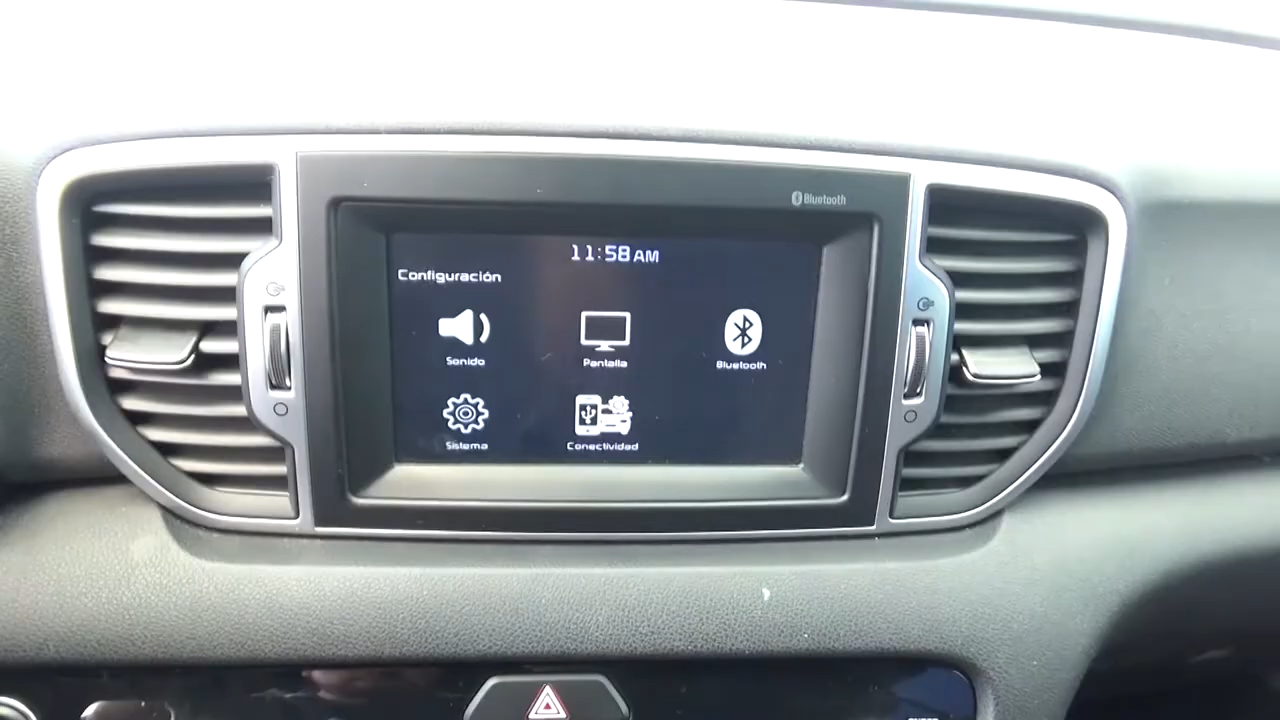 Bluetooth
11:58 AM
Configuración
Sonido
Pantalla
Bluetooth
Sistema
Conectividad